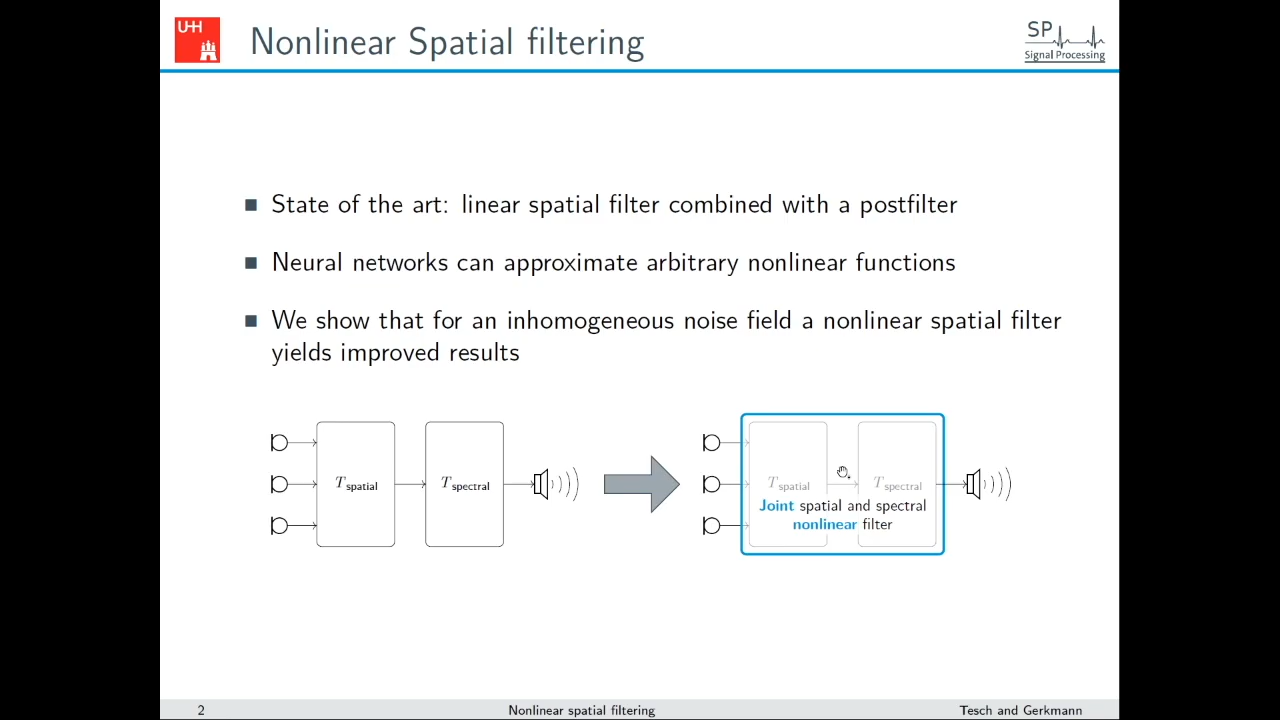 UHH
Nonlinear Spatial filtering
SP
Signal Processing
State of the art: linear spatial filter combined with a postfilter
Neural networks can approximate arbitrary nonlinear functions
We show that for an inhomogeneous noise field a nonlinear spatial filter
yields improved results
T spatial
T spectral
T spatial
T spectral
Joint spatial and spectral
nonlinear filter
2
Nonlinear spatial filtering
Tesch and Gerkmann